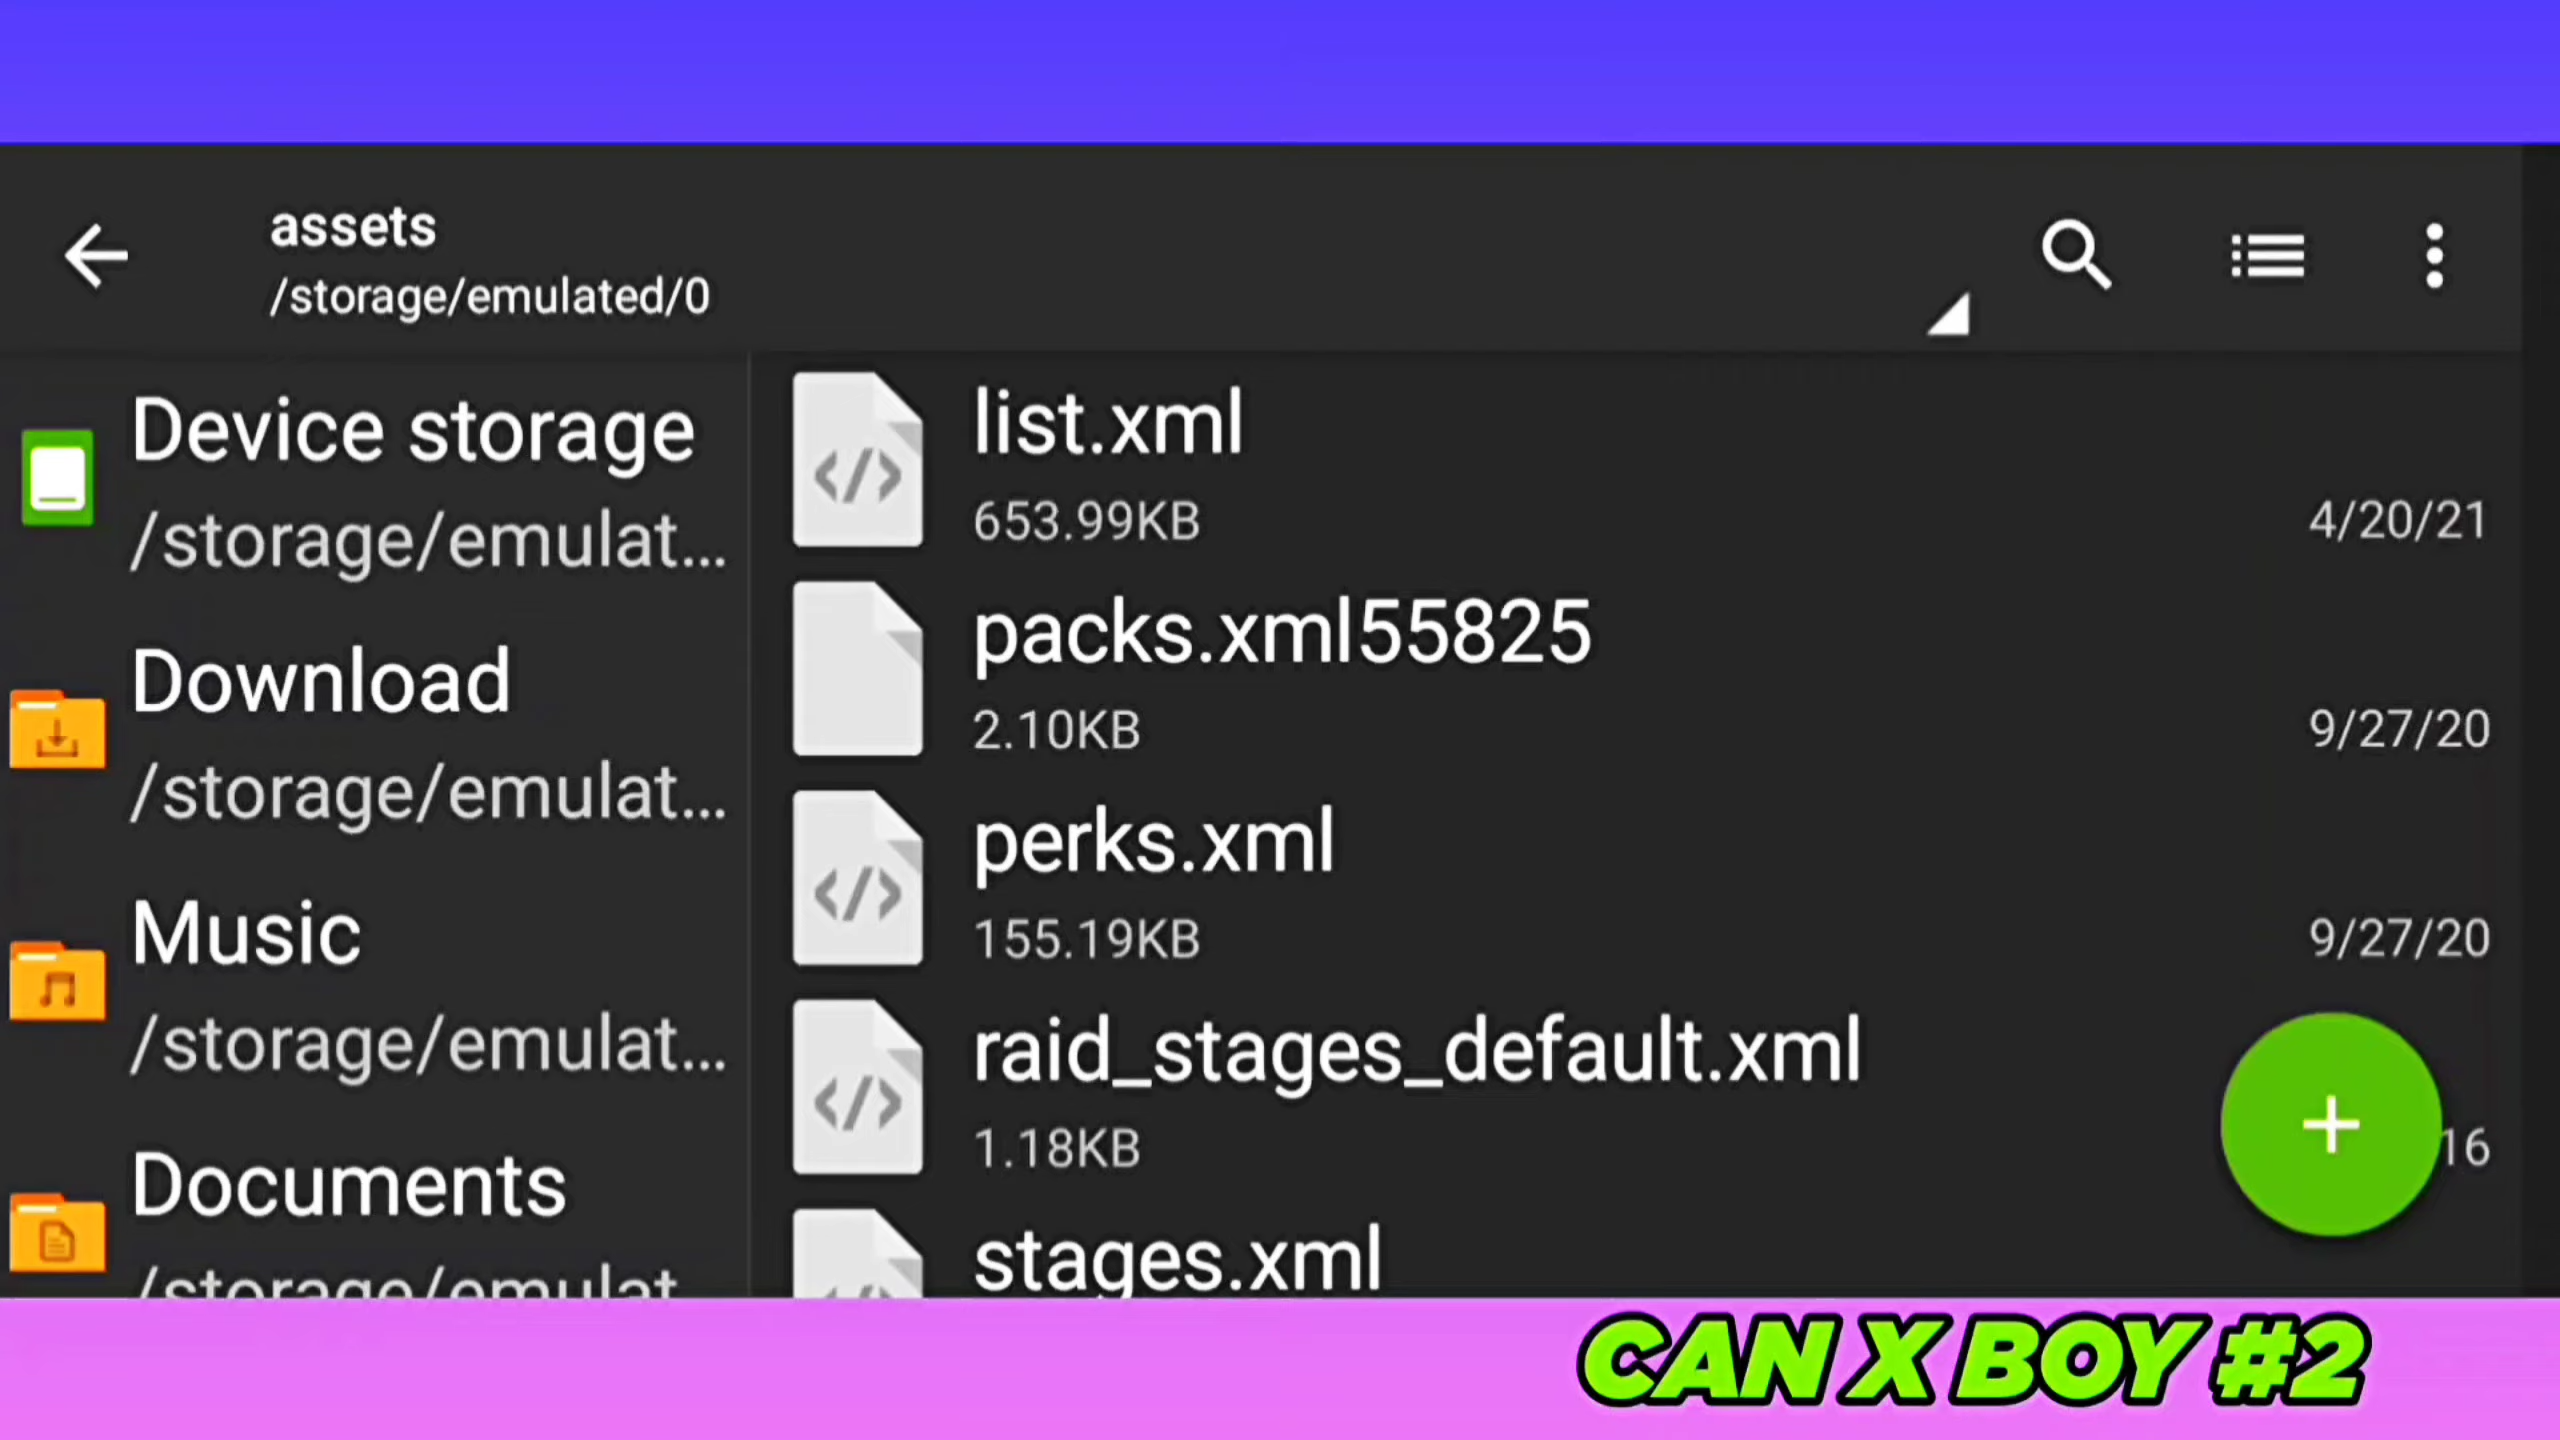 assets
/storage/emulated/0
Device storage
/storage/emulat...
Download
/storage/emulat...
Music
/storage/emulat...
Documents
/storage/emulat
list.xml
653.99KB
4/20/21
packs.xml55825
2.10KB
9/27/20
perks.xml
155.19KB
9/27/20
raid_stages_default.xml
1.18KB
16
stages.xml
CAN X BOY #2